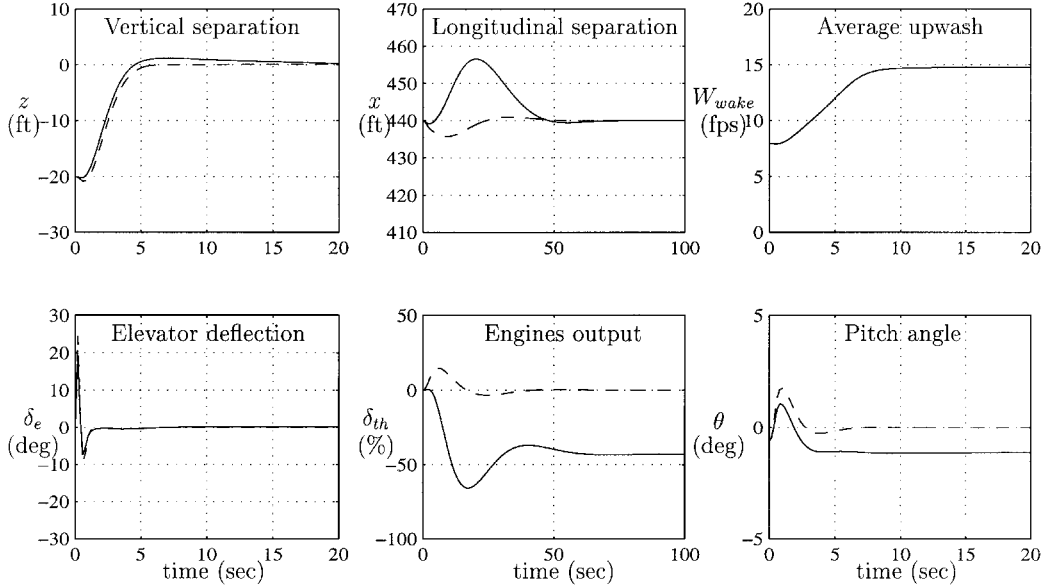 Vertical separation
10
0
−10
−20
−30
z
(ft)
0 5 10 15 20
Longitudinal separation
470
460
450
440
430
420
410
x
(ft)
0 50 100
Average upwash
20
15
10
5
0
W_wake
(fps)
0 5 10 15 20
Elevator deflection
30
20
10
0
−10
−20
−30
δ_e
(deg)
0 5 10 15 20
time (sec)
Engines output
50
0
−50
−100
δ_th
(%)
0 20 40 60 80 100
time (sec)
Pitch angle
5
0
−5
θ
(deg)
0 5 10 15 20
time (sec)